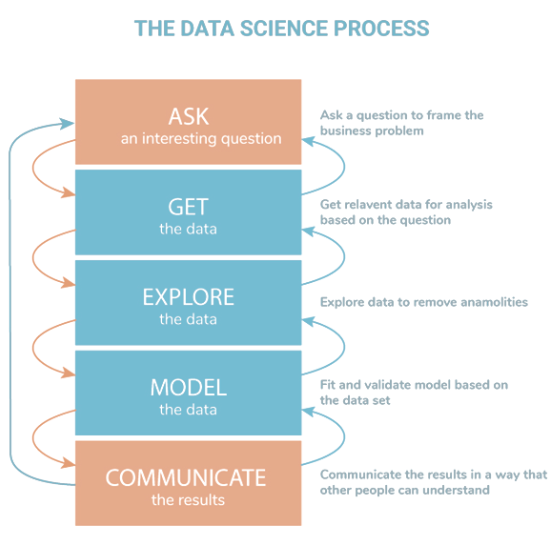 THE DATA SCIENCE PROCESS
ASK
an interesting question
Ask a question to frame the
business problem
GET
the data
Get relavent data for analysis
based on the question
EXPLORE
the data
Explore data to remove anamolities
MODEL
the data
Fit and validate model based on
the data set
COMMUNICATE
the results
Communicate the results in a way that
other people can understand